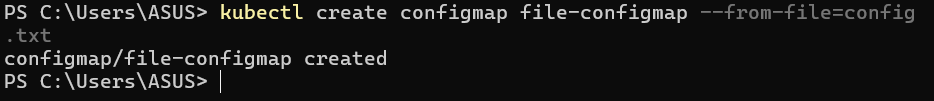 PS C:\Users\ASUS> kubectl create configmap file-configmap --from-file=config
.txt
configmap/file-configmap created
PS C:\Users\ASUS>